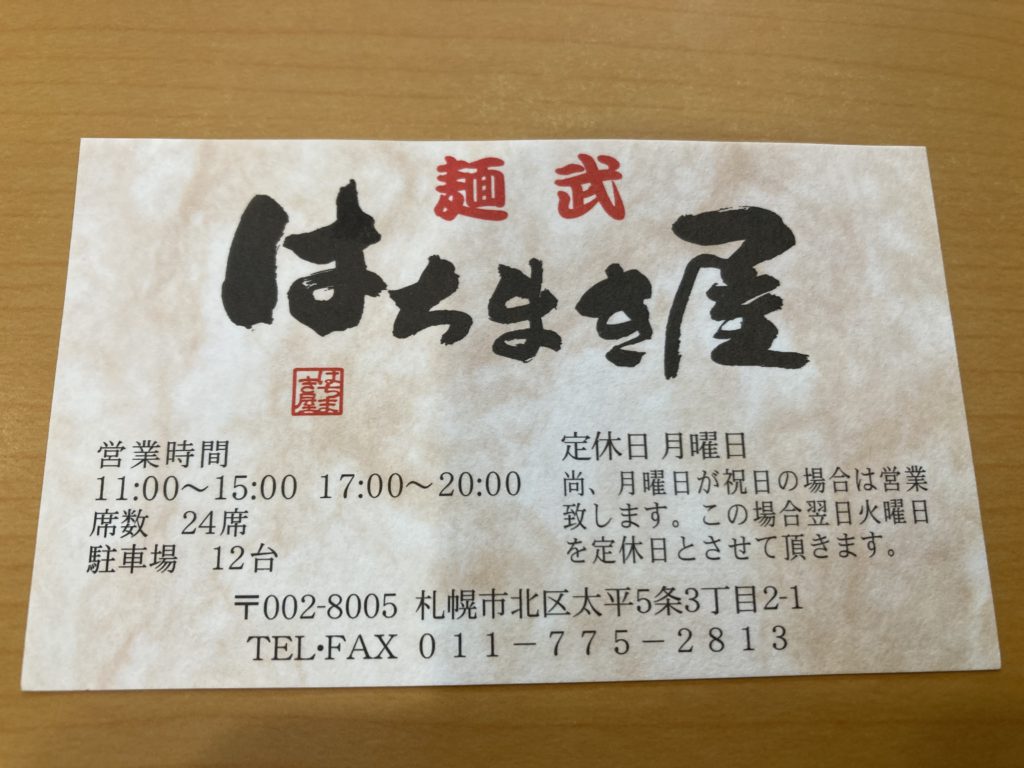 麺 武
はちまき屋
はちま
き屋
営業時間
11:00～15:00 17:00～20:00
席数 24席
駐車場 12台
定休日 月曜日
尚、月曜日が祝日の場合は営業
致します。この場合翌日火曜日
を定休日とさせて頂きます。
〒002-8005 札幌市北区太平5条3丁目2-1
TEL・FAX ０１１－７７５－２８１３